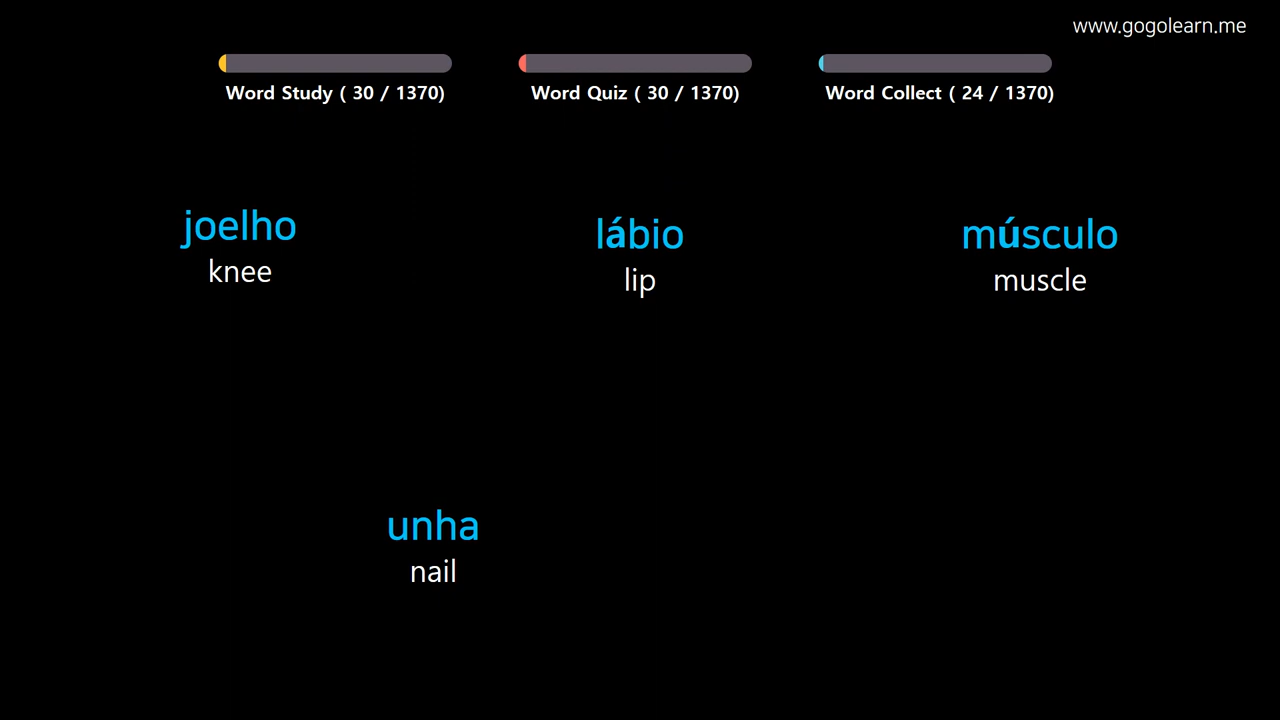 www.gogolearn.me
Word Study ( 30 / 1370)
Word Quiz ( 30 / 1370)
Word Collect ( 24 / 1370)
joelho
knee
lábio
lip
músculo
muscle
unha
nail